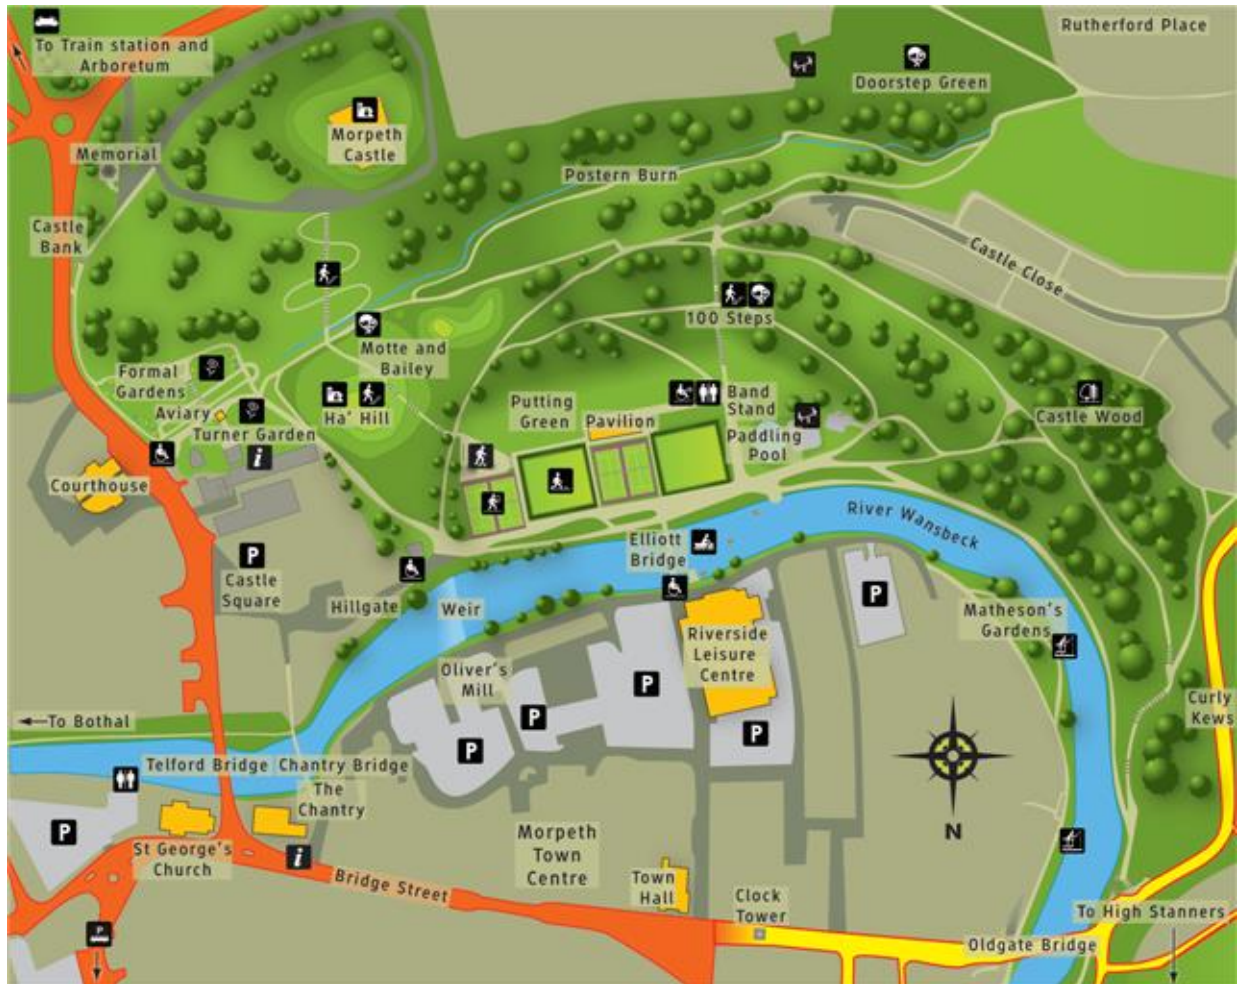 Rutherford Place
To Train station and
Arboretum
Doorstep Green
Morpeth
Castle
Memorial
Postern Burn
Castle
Bank
Castle Close
100 Steps
Motte and
Bailey
Formal
Gardens
Aviary
Turner Garden
i
Ha' Hill
Putting
Green
Pavilion
Band
Stand
Paddling
Pool
Castle Wood
Courthouse
River Wansbeck
Elliott
Bridge
P
Castle
Square
Hillgate
Weir
P
Matheson's
Gardens
Riverside
Leisure
Centre
Oliver's
Mill
P
P
P
P
Curly
Kews
To Bothal
Telford Bridge
Chantry Bridge
The
Chantry
P
St George's
Church
i
Morpeth
Town
Centre
N
Bridge Street
Town
Hall
Clock
Tower
To High Stanners
Oldgate Bridge
P